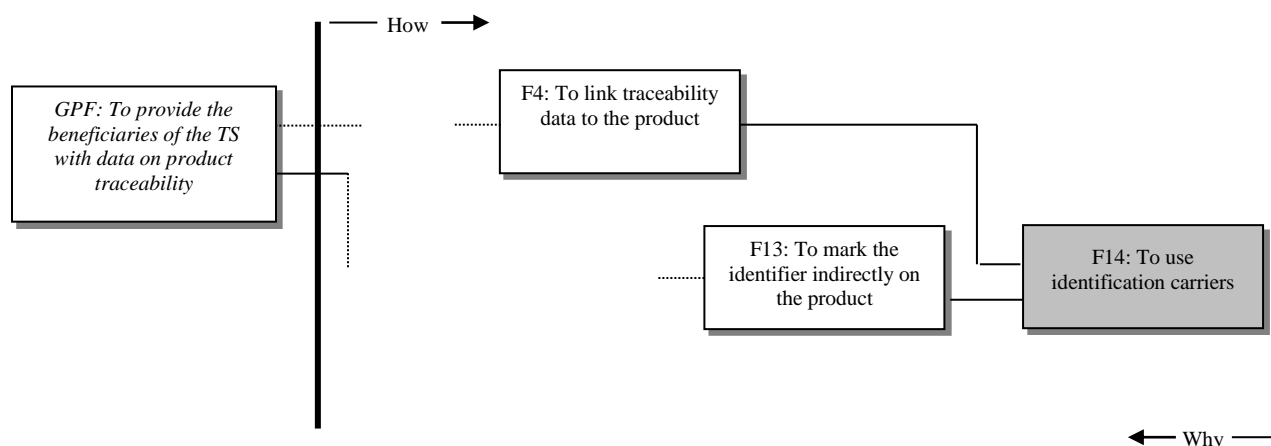 How
GPF: To provide the
beneficiaries of the TS
with data on product
traceability
F4: To link traceability
data to the product
F13: To mark the
identifier indirectly on
the product
F14: To use
identification carriers
Why